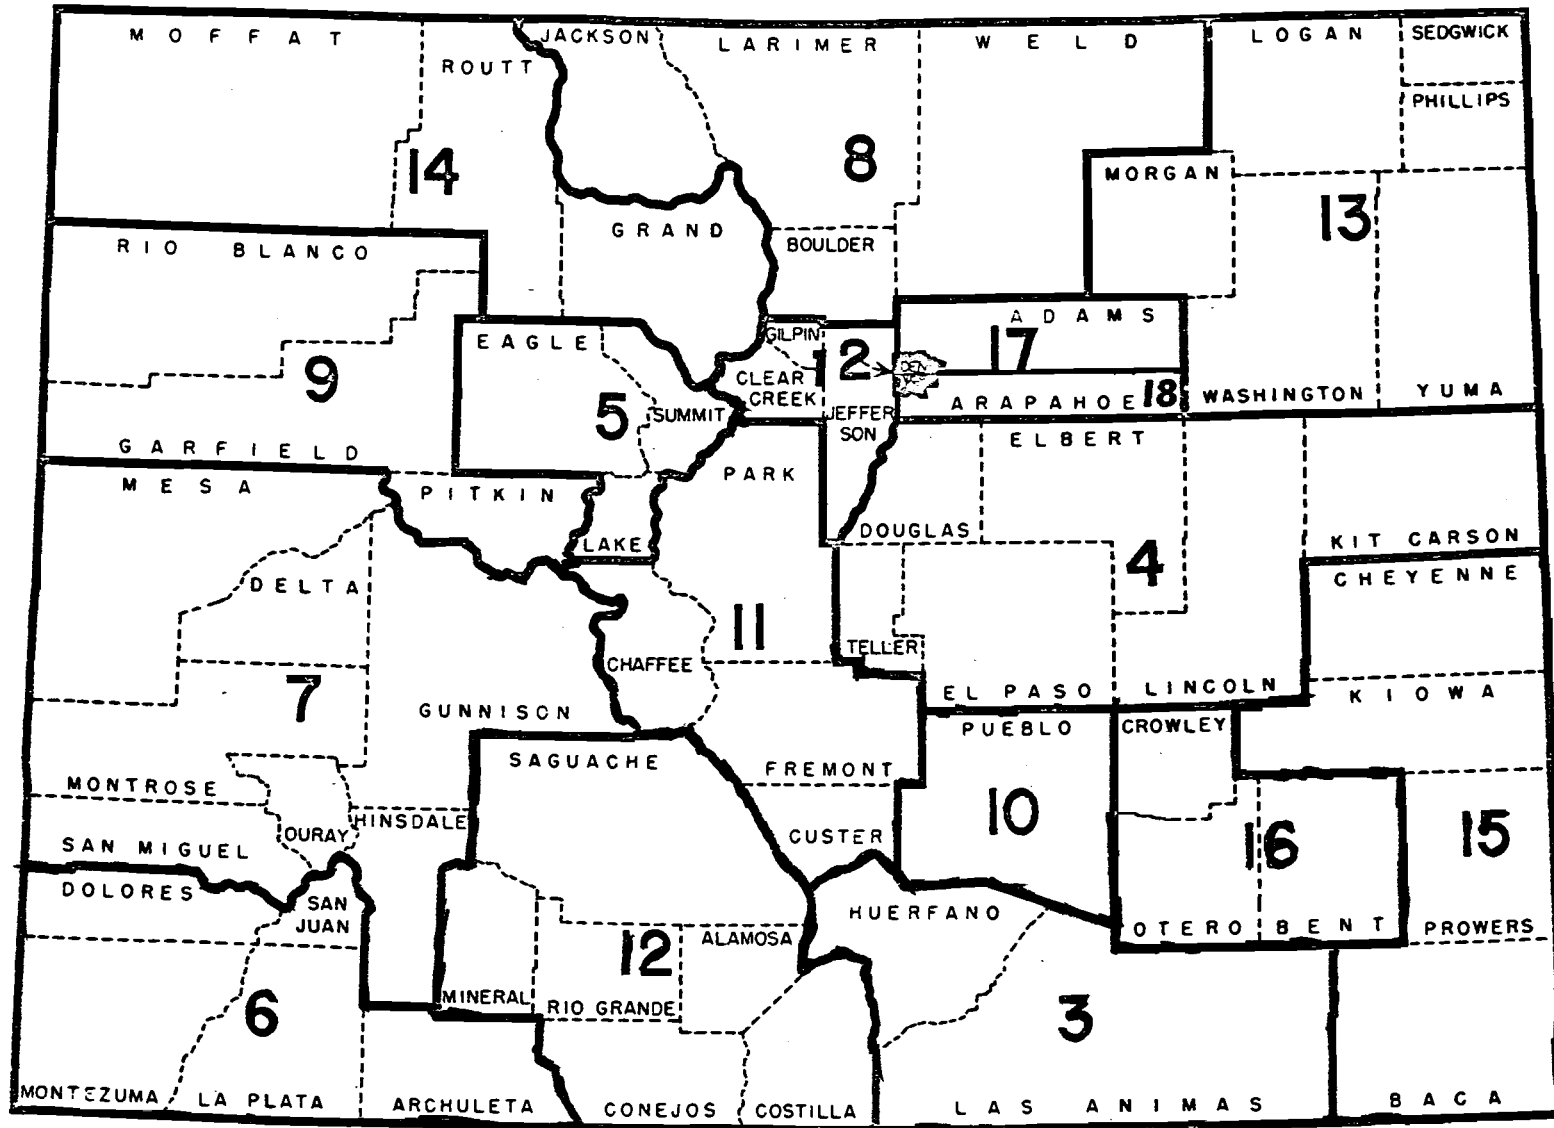 MOFFAT
ROUTT
JACKSON
LARIMER
WELD
LOGAN
SEDGWICK
PHILLIPS
14
8
MORGAN
13
RIO BLANCO
GRAND
BOULDER
EAGLE
GILPIN
ADAMS
17
9
5
SUMMIT
CLEAR
CREEK
12
JEFFER
SON
ARAPAHOE
18
WASHINGTON
YUMA
GARFIELD
MESA
PITKIN
PARK
ELBERT
DOUGLAS
LAKE
KIT CARSON
CHEYENNE
DELTA
4
11
CHAFFEE
TELLER
7
GUNNISON
EL PASO
LINCOLN
KIOWA
PUEBLO
CROWLEY
SAGUACHE
FREMONT
MONTROSE
HINSDALE
OURAY
10
CUSTER
16
15
SAN MIGUEL
DOLORES
SAN
JUAN
HUERFANO
OTERO
BENT
PROWERS
ALAMOSA
12
MINERAL
RIO GRANDE
6
3
MONTEZUMA
LA PLATA
ARCHULETA
CONEJOS
COSTILLA
LAS ANIMAS
BACA